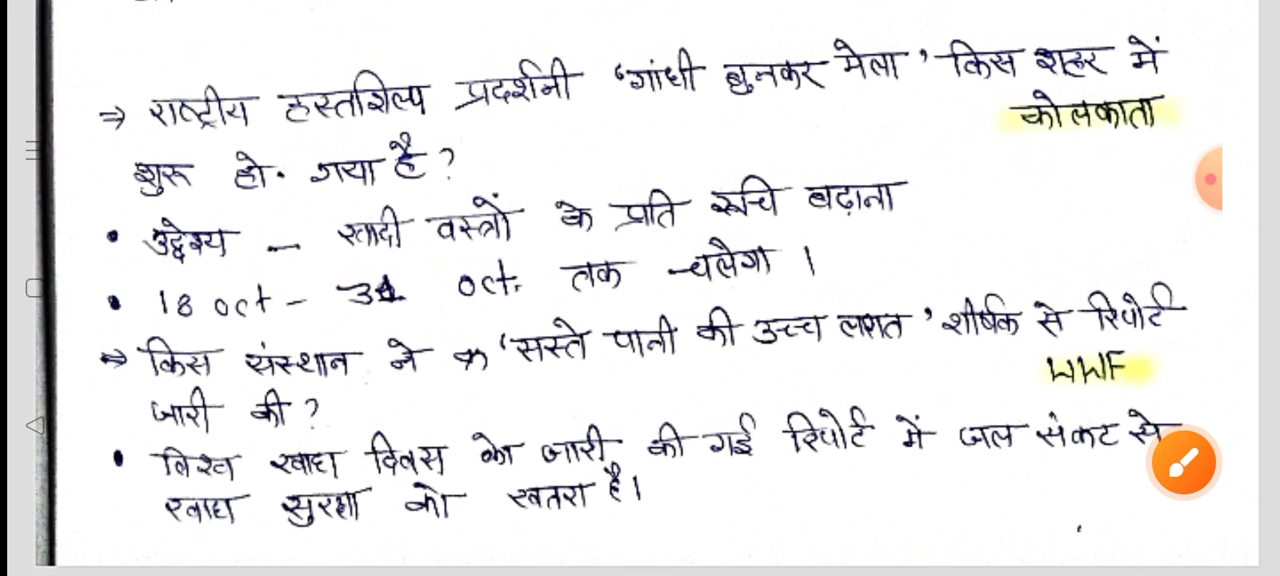 ⇒ राष्ट्रीय हस्तशिल्प प्रदर्शनी 'गांधी बुनकर मेला' किस शहर में
कोलकाता
शुरू हो. गया है ?
• उद्देश्य – खादी वस्त्रों के प्रति रूचि बढ़ाना
• 18 oct - 31 oct. तक चलेगा ।
⇒ किस संस्थान ने 'सस्ते पानी की उच्च लागत' शीर्षक से रिपोर्ट
WWF
जारी की ?
• विश्व खाद्य दिवस को जारी की गई रिपोर्ट में जल संकट से
खाद्य सुरक्षा को खतरा है।